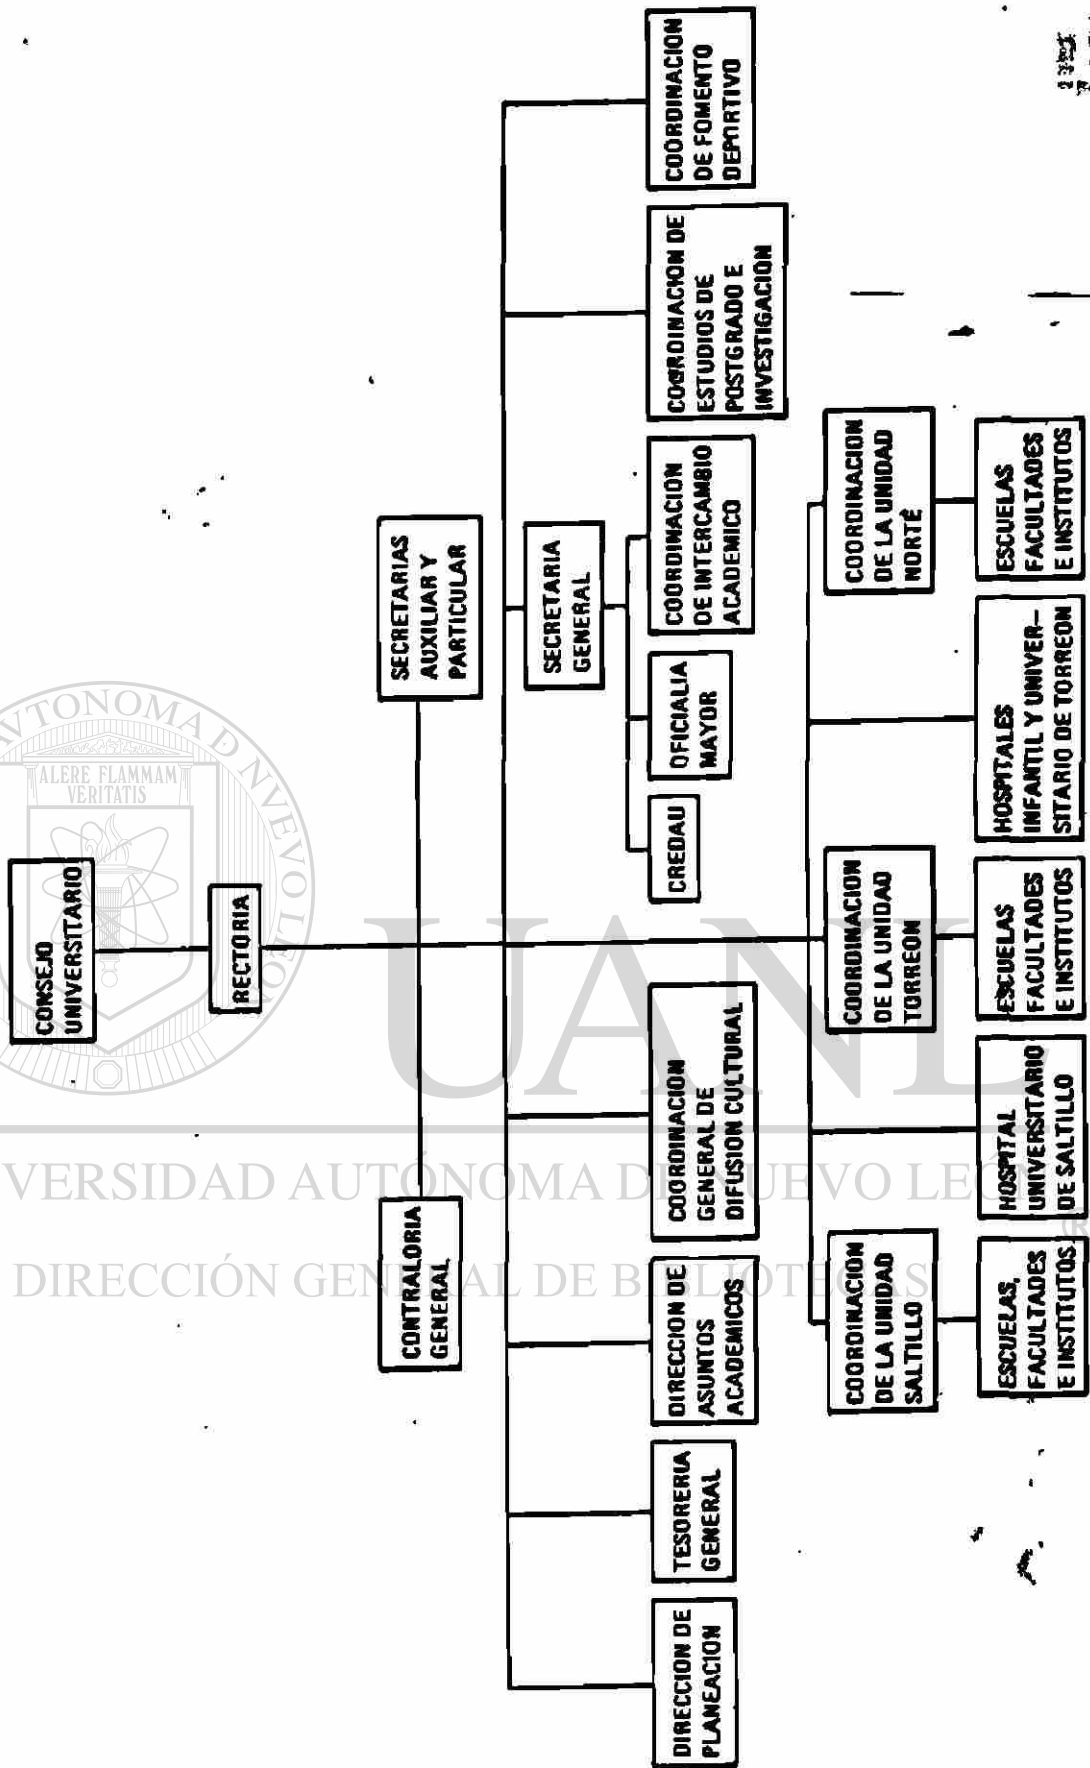 CONSEJO
UNIVERSITARIO
RECTORIA
CONTRALORIA
GENERAL
SECRETARIAS
AUXILIAR Y
PARTICULAR
SECRETARIA
GENERAL
DIRECCION DE
PLANEACION
TESORERIA
GENERAL
DIRECCION DE
ASUNTOS
ACADEMICOS
COORDINACION
GENERAL DE
DIFUSION CULTURAL
CREDAU
OFICIALIA
MAYOR
COORDINACION
DE INTERCAMBIO
ACADEMICO
COORDINACION DE
ESTUDIOS DE
POSTGRADO E
INVESTIGACION
COORDINACION
DE FOMENTO
DEPORTIVO
COORDINACION
DE LA UNIDAD
SALTILLO
COORDINACION
DE LA UNIDAD
TORREON
COORDINACION
DE LA UNIDAD
NORTE
ESCUELAS,
FACULTADES
E INSTITUTOS
HOSPITAL
UNIVERSITARIO
DE SALTILLO
ESCUELAS
FACULTADES
E INSTITUTOS
HOSPITALES
INFANTIL Y UNIVER-
SITARIO DE TORREON
ESCUELAS
FACULTADES
E INSTITUTOS
AUTONOMA D NUEVO LEON
ALERE FLAMMAM
VERITATIS
UANL
VERSIDAD AUTÓNOMA DE NUEVO LEÓN
DIRECCIÓN GENERAL DE BIBLIOTECAS
®